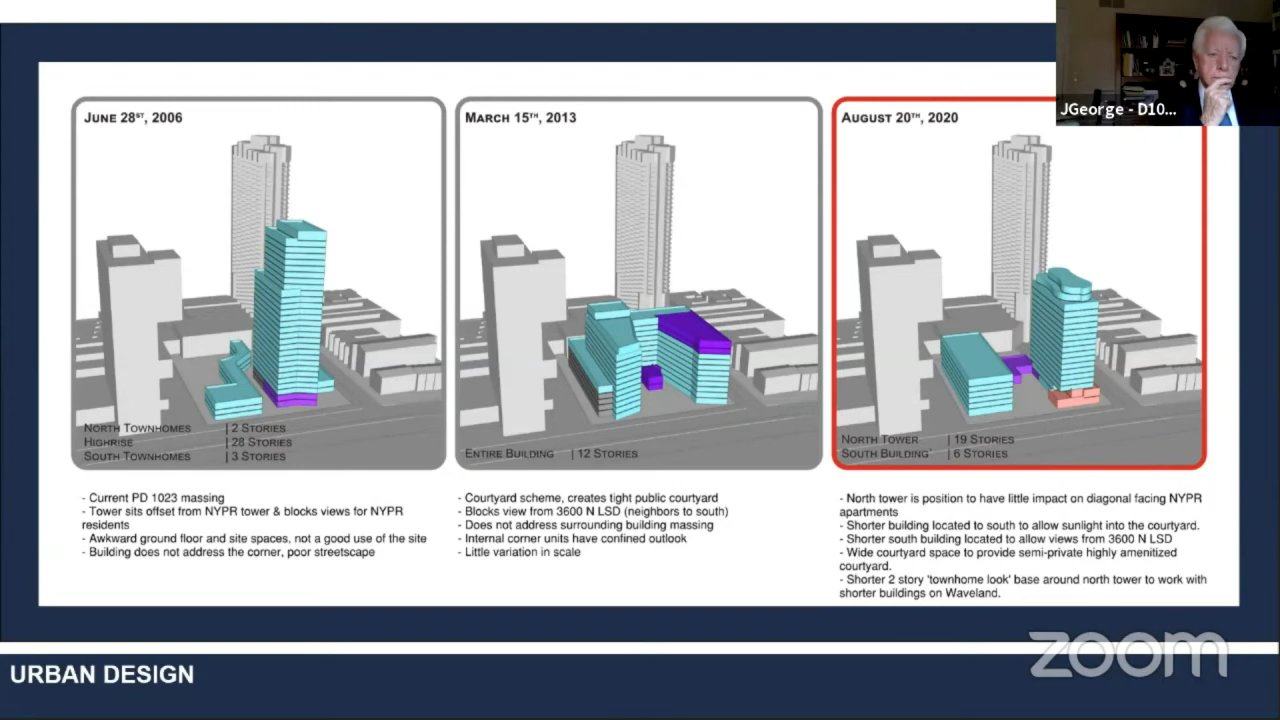 JGeorge - D10...
JUNE 28ST, 2006
NORTH TOWNHOMES | 2 STORIES
HIGHRISE | 28 STORIES
SOUTH TOWNHOMES | 3 STORIES
- Current PD 1023 massing
- Tower sits offset from NYPR tower & blocks views for NYPR
residents
- Awkward ground floor and site spaces, not a good use of the site
- Building does not address the corner, poor streetscape
MARCH 15TH, 2013
ENTIRE BUILDING | 12 STORIES
- Courtyard scheme, creates tight public courtyard
- Blocks view from 3600 N LSD (neighbors to south)
- Does not address surrounding building massing
- Internal corner units have confined outlook
- Little variation in scale
AUGUST 20TH, 2020
NORTH TOWER | 19 STORIES
SOUTH BUILDING' | 6 STORIES
- North tower is position to have little impact on diagonal facing NYPR
apartments
- Shorter building located to south to allow sunlight into the courtyard.
- Shorter south building located to allow views from 3600 N LSD
- Wide courtyard space to provide semi-private highly amenitized
courtyard.
- Shorter 2 story 'townhome look' base around north tower to work with
shorter buildings on Waveland.
zoom
URBAN DESIGN